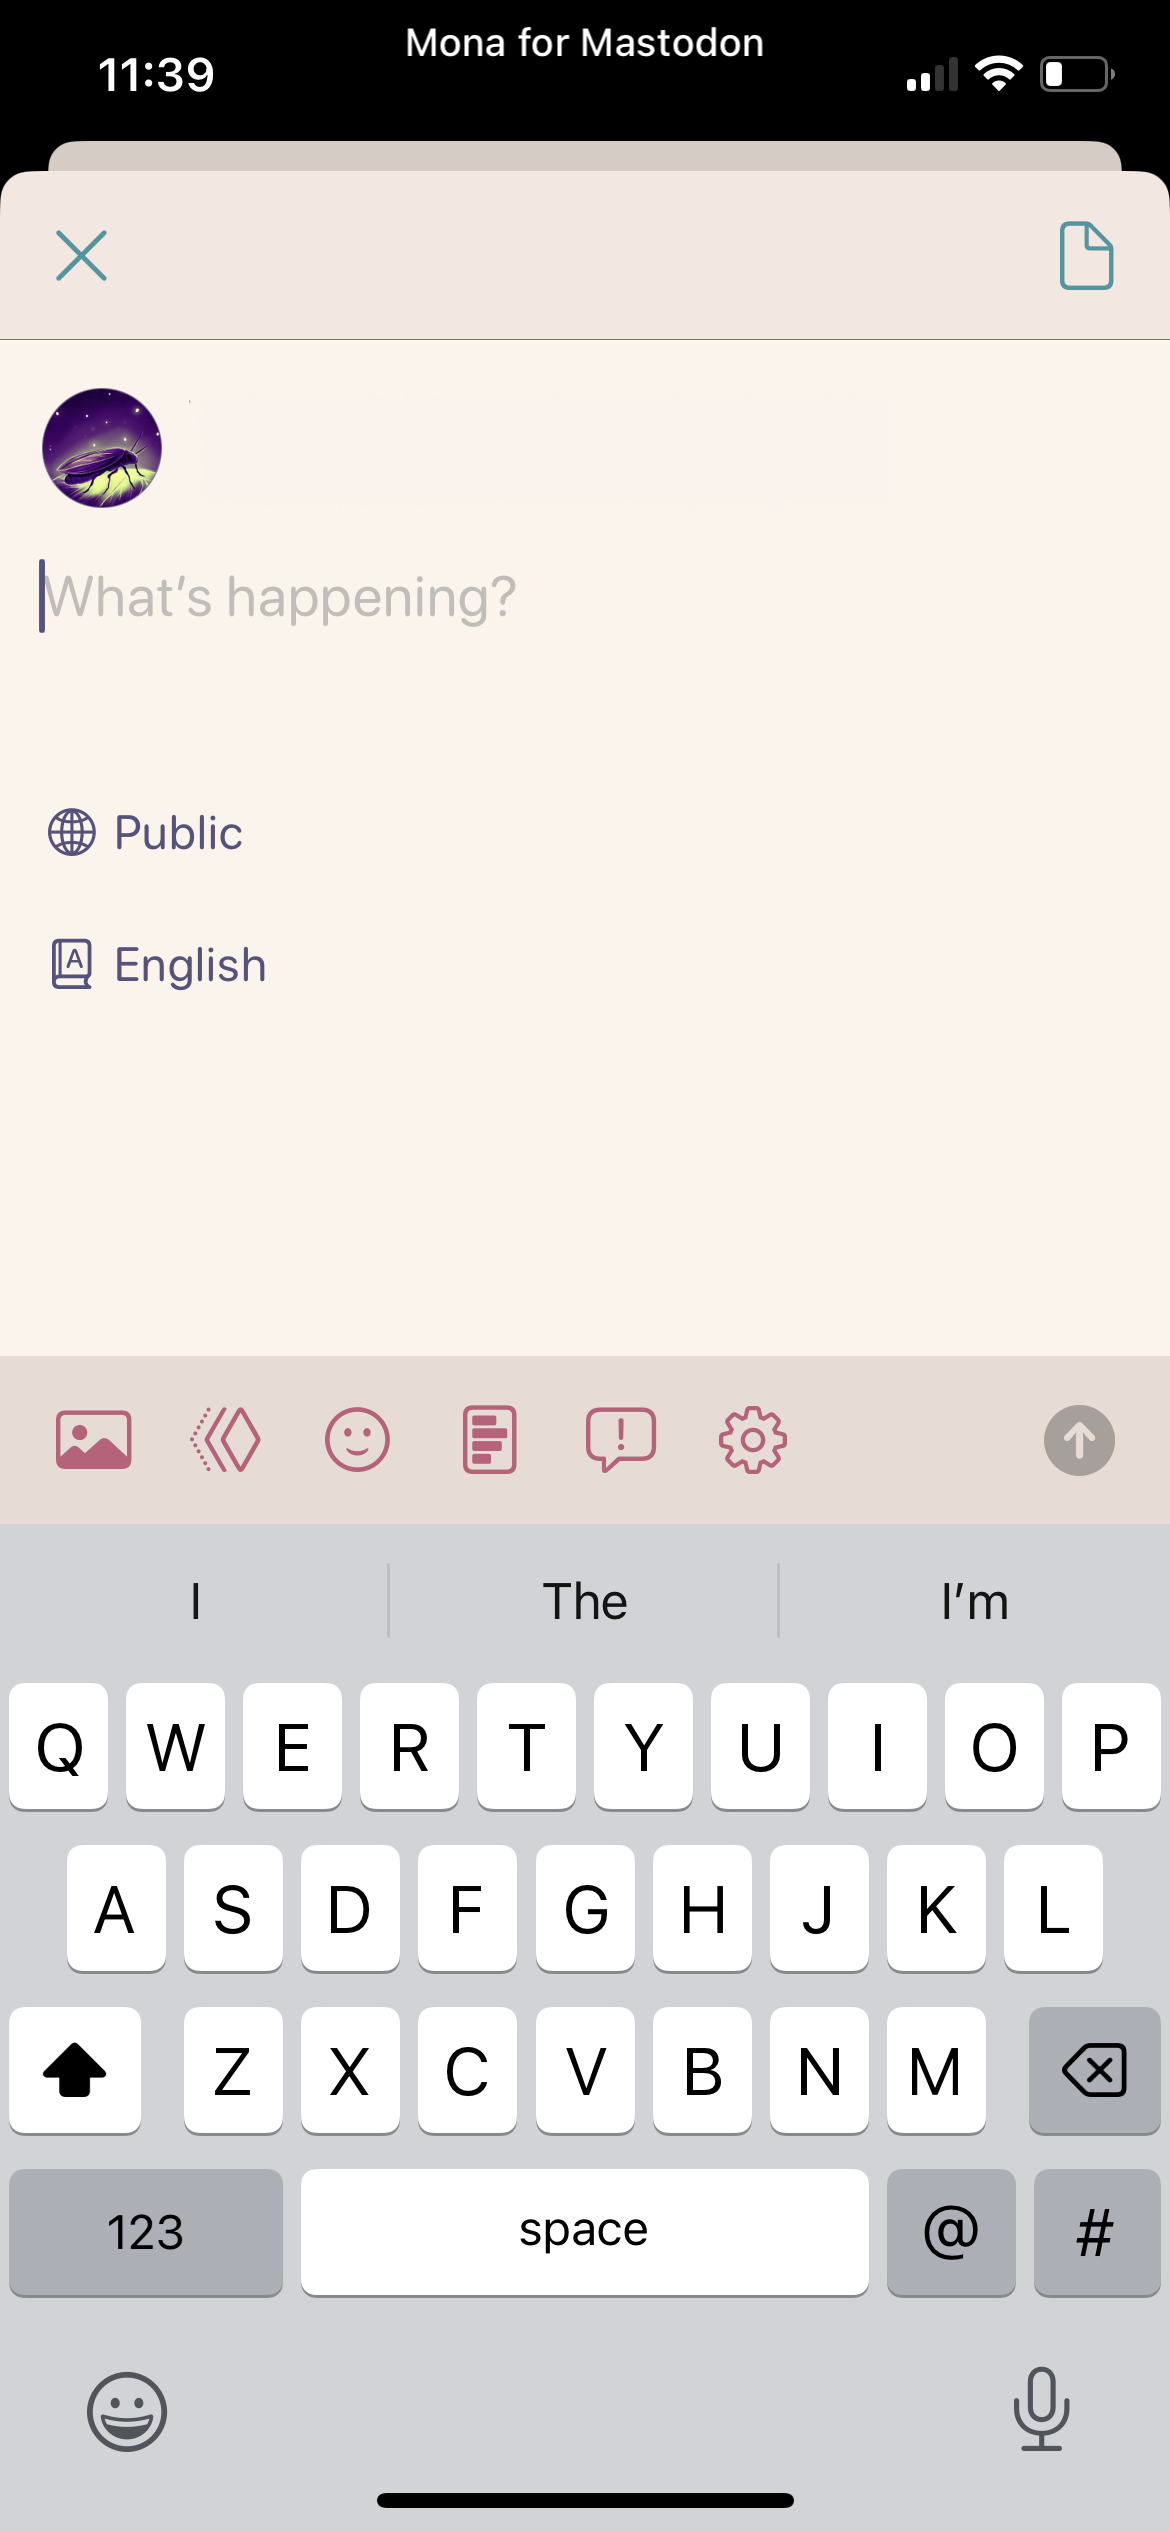 Mona for Mastodon
11:39
What's happening?
Public
A English
!
I The I'm
Q W E R T Y U I O P
A S D F G H J K L
Z X C V B N M
123 space @ #